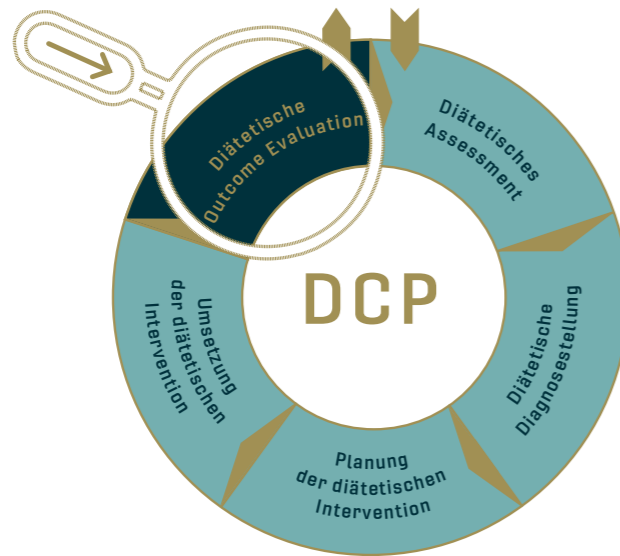 Diätetische
Outcome Evaluation
Diätetisches
Assessment
DCP
Umsetzung
der diätetischen
Intervention
Diätetische
Diagnosestellung
Planung
der diätetischen
Intervention